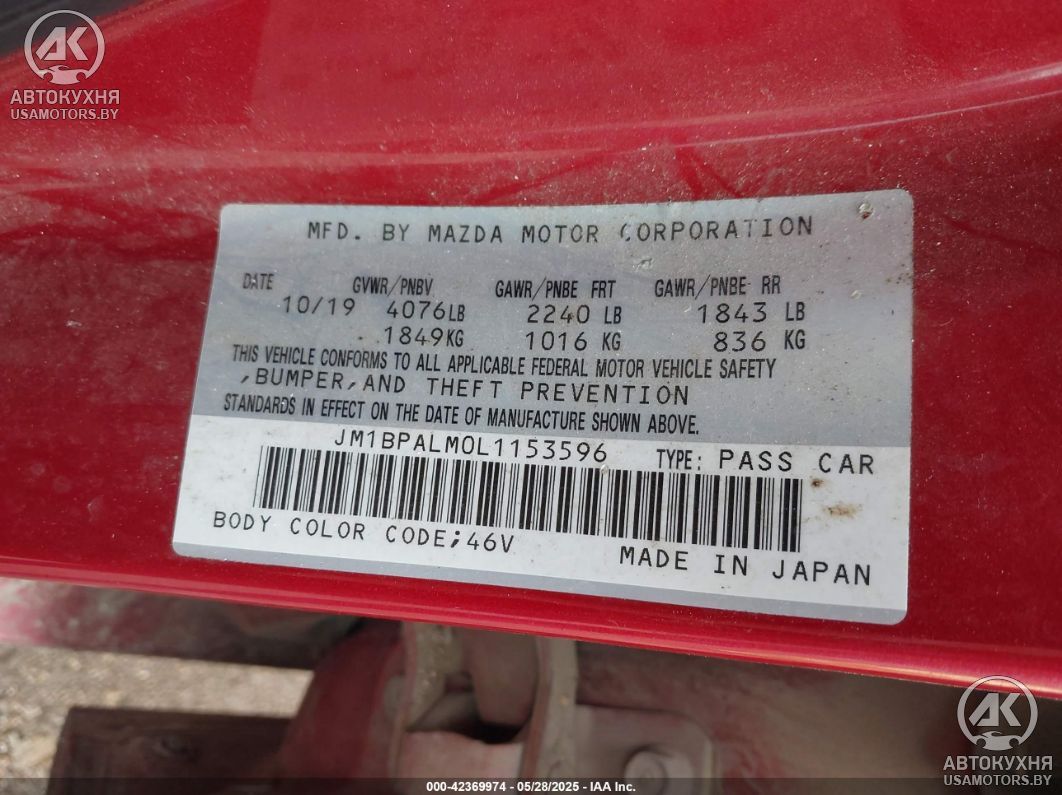 AK
АВТОКУХНЯ
USAMOTORS.BY
MFD. BY MAZDA MOTOR CORPORATION
DATE GVWR/PNBV GAWR/PNBE FRT GAWR/PNBE RR
10/19 4076LB 2240 LB 1843 LB
1849KG 1016 KG 836 KG
THIS VEHICLE CONFORMS TO ALL APPLICABLE FEDERAL MOTOR VEHICLE SAFETY
,BUMPER,AND THEFT PREVENTION
STANDARDS IN EFFECT ON THE DATE OF MANUFACTURE SHOWN ABOVE.
JM1BPALM0L1153596 TYPE: PASS CAR
BODY COLOR CODE;46V
MADE IN JAPAN
AK
АВТОКУХНЯ
USAMOTORS.BY
000-42369974 - 05/28/2025 - IAA Inc.